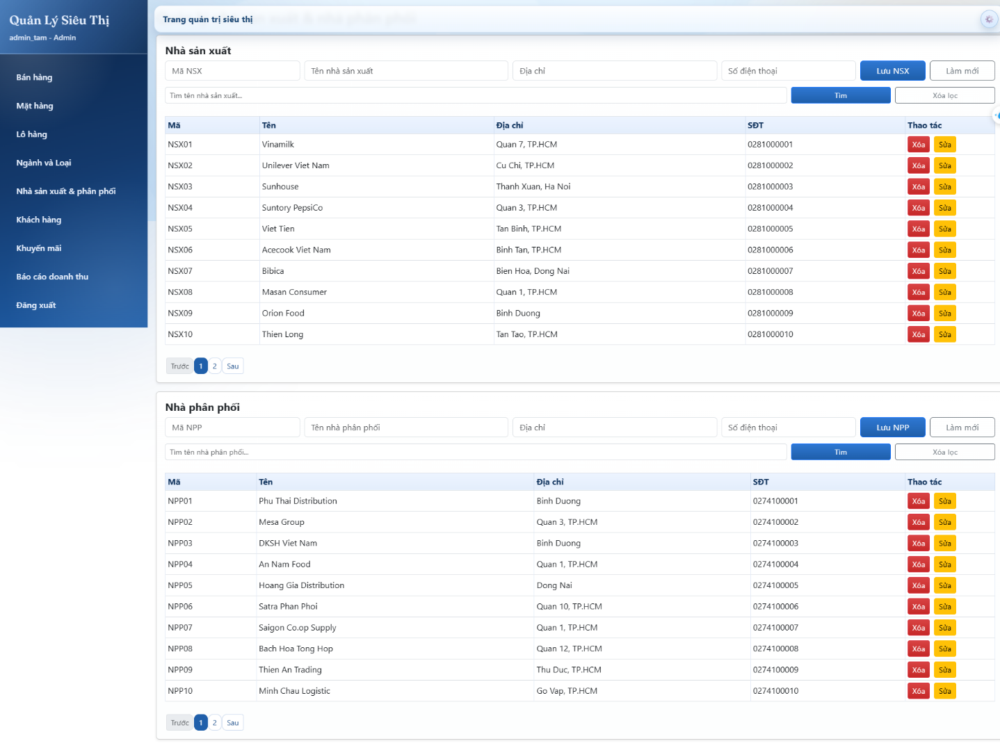 Quản Lý Siêu Thị
admin_tam - Admin
Bán hàng
Mặt hàng
Lô hàng
Ngành và Loại
Nhà sản xuất & phân phối
Khách hàng
Khuyến mãi
Báo cáo doanh thu
Đăng xuất
Trang quản trị siêu thị
Nhà sản xuất
Mã NSX Tên nhà sản xuất Địa chỉ Số điện thoại Lưu NSX Làm mới
Tìm tên nhà sản xuất... Tìm Xóa lọc
Mã Tên Địa chỉ SĐT Thao tác
NSX01 Vinamilk Quan 7, TP.HCM 0281000001 Xóa Sửa
NSX02 Unilever Viet Nam Cu Chi, TP.HCM 0281000002 Xóa Sửa
NSX03 Sunhouse Thanh Xuan, Ha Noi 0281000003 Xóa Sửa
NSX04 Suntory PepsiCo Quan 3, TP.HCM 0281000004 Xóa Sửa
NSX05 Viet Tien Tan Binh, TP.HCM 0281000005 Xóa Sửa
NSX06 Acecook Viet Nam Binh Tan, TP.HCM 0281000006 Xóa Sửa
NSX07 Bibica Bien Hoa, Dong Nai 0281000007 Xóa Sửa
NSX08 Masan Consumer Quan 1, TP.HCM 0281000008 Xóa Sửa
NSX09 Orion Food Binh Duong 0281000009 Xóa Sửa
NSX10 Thien Long Tan Tao, TP.HCM 0281000010 Xóa Sửa
Trước 1 2 Sau
Nhà phân phối
Mã NPP Tên nhà phân phối Địa chỉ Số điện thoại Lưu NPP Làm mới
Tìm tên nhà phân phối... Tìm Xóa lọc
Mã Tên Địa chỉ SĐT Thao tác
NPP01 Phu Thai Distribution Binh Duong 0274100001 Xóa Sửa
NPP02 Mesa Group Quan 3, TP.HCM 0274100002 Xóa Sửa
NPP03 DKSH Viet Nam Binh Duong 0274100003 Xóa Sửa
NPP04 An Nam Food Quan 1, TP.HCM 0274100004 Xóa Sửa
NPP05 Hoang Gia Distribution Dong Nai 0274100005 Xóa Sửa
NPP06 Satra Phan Phoi Quan 10, TP.HCM 0274100006 Xóa Sửa
NPP07 Saigon Co.op Supply Quan 1, TP.HCM 0274100007 Xóa Sửa
NPP08 Bach Hoa Tong Hop Quan 12, TP.HCM 0274100008 Xóa Sửa
NPP09 Thien An Trading Thu Duc, TP.HCM 0274100009 Xóa Sửa
NPP10 Minh Chau Logistic Go Vap, TP.HCM 0274100010 Xóa Sửa
Trước 1 2 Sau